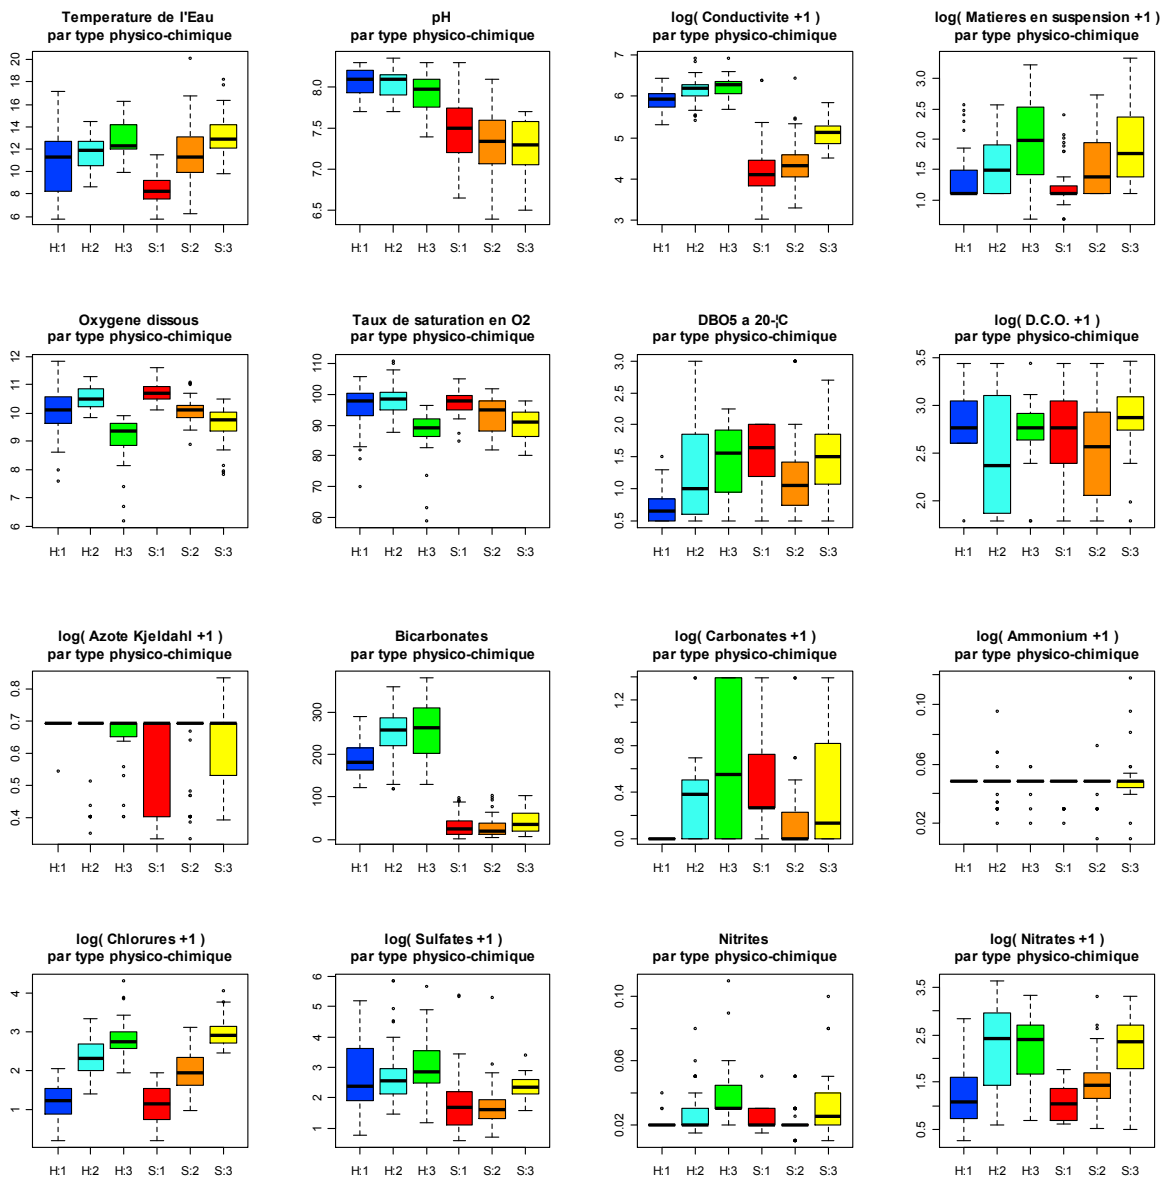 Temperature de l'Eau
par type physico-chimique
20
18
16
14
12
10
8
6
H:1 H:2 H:3 S:1 S:2 S:3
pH
par type physico-chimique
8.0
7.5
7.0
6.5
H:1 H:2 H:3 S:1 S:2 S:3
log( Conductivite +1 )
par type physico-chimique
7
6
5
4
3
H:1 H:2 H:3 S:1 S:2 S:3
log( Matieres en suspension +1 )
par type physico-chimique
3.0
2.5
2.0
1.5
1.0
H:1 H:2 H:3 S:1 S:2 S:3
Oxygene dissous
par type physico-chimique
12
11
10
9
8
7
6
H:1 H:2 H:3 S:1 S:2 S:3
Taux de saturation en O2
par type physico-chimique
110
100
90
80
70
60
H:1 H:2 H:3 S:1 S:2 S:3
DBO5 a 20-¦C
par type physico-chimique
3.0
2.5
2.0
1.5
1.0
0.5
H:1 H:2 H:3 S:1 S:2 S:3
log( D.C.O. +1 )
par type physico-chimique
3.5
3.0
2.5
2.0
H:1 H:2 H:3 S:1 S:2 S:3
log( Azote Kjeldahl +1 )
par type physico-chimique
0.8
0.7
0.6
0.5
0.4
H:1 H:2 H:3 S:1 S:2 S:3
Bicarbonates
par type physico-chimique
300
200
100
0
H:1 H:2 H:3 S:1 S:2 S:3
log( Carbonates +1 )
par type physico-chimique
1.2
0.8
0.4
0.0
H:1 H:2 H:3 S:1 S:2 S:3
log( Ammonium +1 )
par type physico-chimique
0.10
0.06
0.02
H:1 H:2 H:3 S:1 S:2 S:3
log( Chlorures +1 )
par type physico-chimique
4
3
2
1
H:1 H:2 H:3 S:1 S:2 S:3
log( Sulfates +1 )
par type physico-chimique
6
5
4
3
2
1
H:1 H:2 H:3 S:1 S:2 S:3
Nitrites
par type physico-chimique
0.10
0.06
0.02
H:1 H:2 H:3 S:1 S:2 S:3
log( Nitrates +1 )
par type physico-chimique
3.5
2.5
1.5
0.5
H:1 H:2 H:3 S:1 S:2 S:3